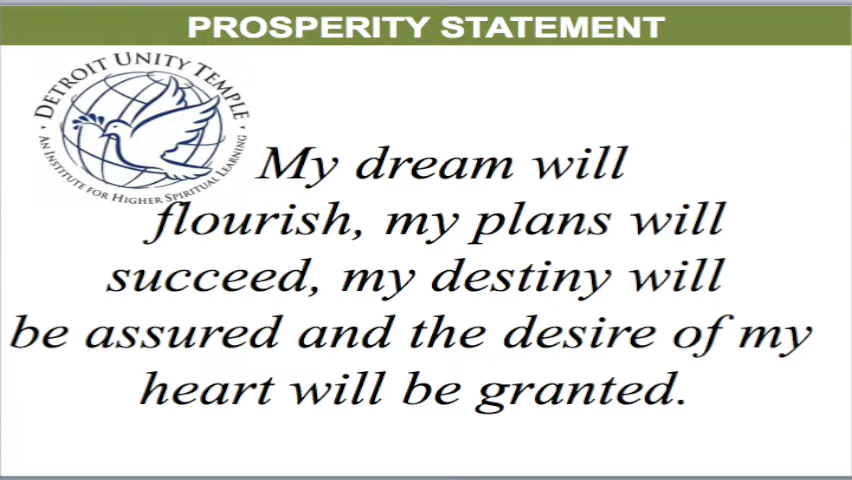 PROSPERITY STATEMENT
DETROIT UNITY TEMPLE
AN INSTITUTE FOR HIGHER SPIRITUAL LEARNING
My dream will
flourish, my plans will
succeed, my destiny will
be assured and the desire of my
heart will be granted.